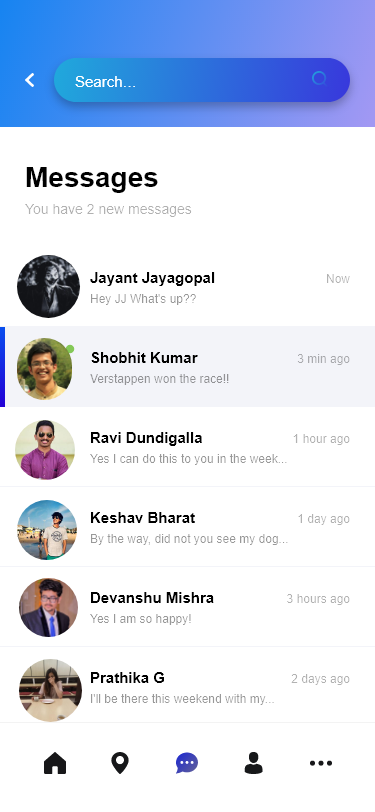 Search...
Messages
You have 2 new messages
Jayant Jayagopal Now
Hey JJ What's up??
Shobhit Kumar 3 min ago
Verstappen won the race!!
Ravi Dundigalla 1 hour ago
Yes I can do this to you in the week...
Keshav Bharat 1 day ago
By the way, did not you see my dog...
Devanshu Mishra 3 hours ago
Yes I am so happy!
Prathika G 2 days ago
I'll be there this weekend with my...